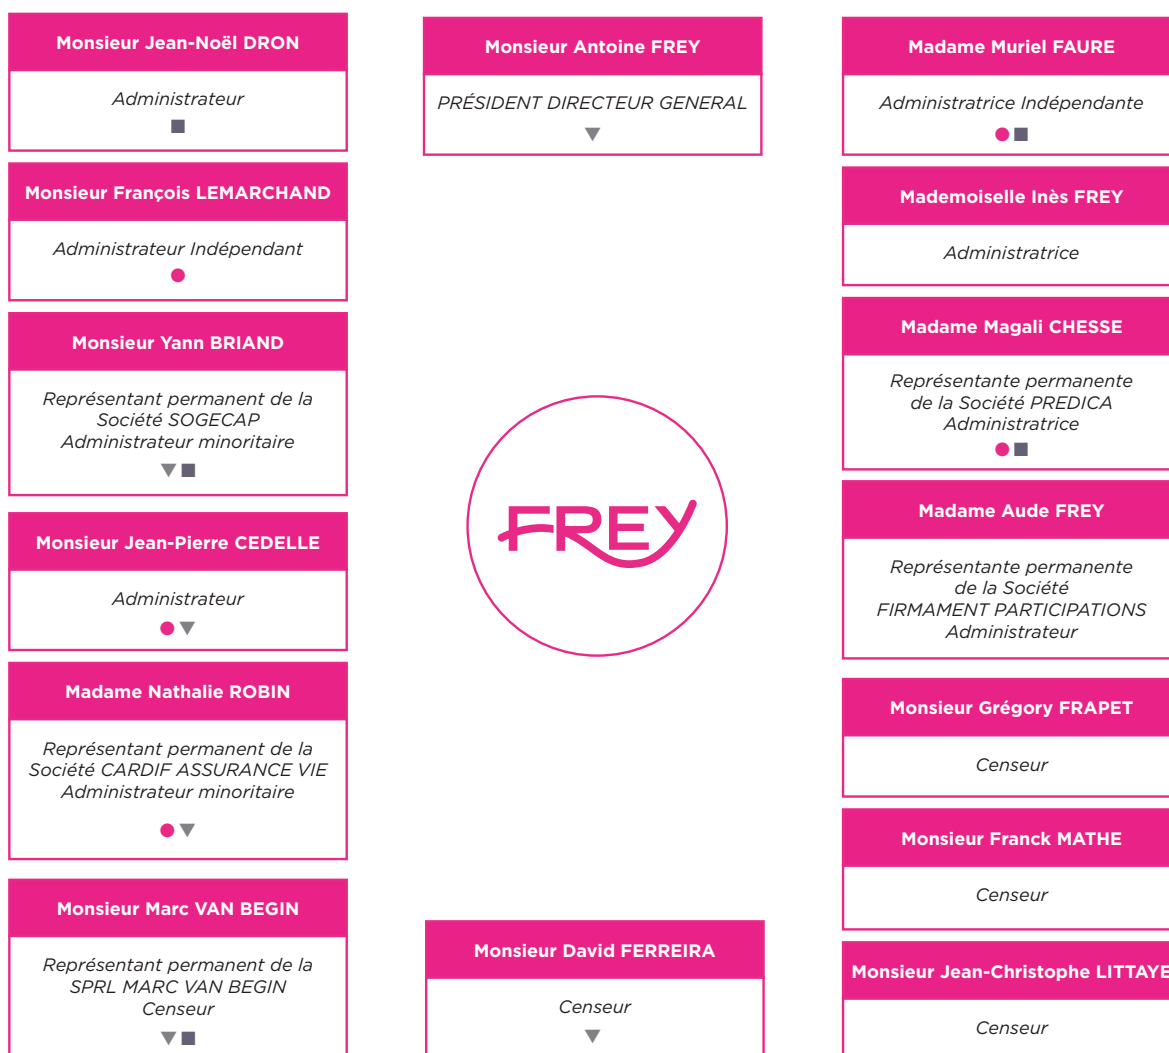 Monsieur Jean-Noël DRON
Administrateur
Monsieur François LEMARCHAND
Administrateur Indépendant
Monsieur Yann BRIAND
Représentant permanent de la
Société SOGECAP
Administrateur minoritaire
Monsieur Jean-Pierre CEDELLE
Administrateur
Madame Nathalie ROBIN
Représentant permanent de la
Société CARDIF ASSURANCE VIE
Administrateur minoritaire
Monsieur Marc VAN BEGIN
Représentant permanent de la
SPRL MARC VAN BEGIN
Censeur
Monsieur Antoine FREY
PRÉSIDENT DIRECTEUR GENERAL
FREY
Monsieur David FERREIRA
Censeur
Madame Muriel FAURE
Administratrice Indépendante
Mademoiselle Inès FREY
Administratrice
Madame Magali CHESSE
Représentante permanente
de la Société PREDICA
Administratrice
Madame Aude FREY
Représentante permanente
de la Société
FIRMAMENT PARTICIPATIONS
Administrateur
Monsieur Grégory FRAPET
Censeur
Monsieur Franck MATHE
Censeur
Monsieur Jean-Christophe LITTAYE
Censeur